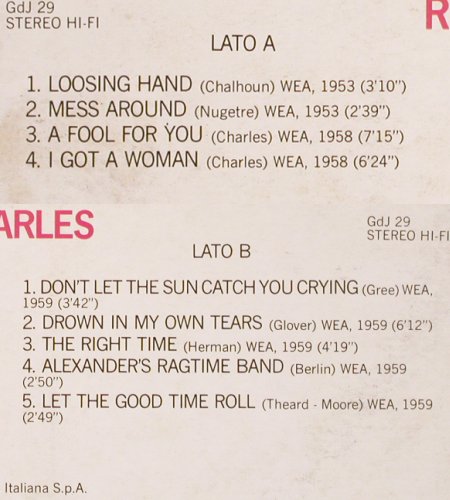 GdJ 29
STEREO HI-FI
R
LATO A
1. LOOSING HAND (Chalhoun) WEA, 1953 (3'10")
2. MESS AROUND (Nugetre) WEA, 1953 (2'39")
3. A FOOL FOR YOU (Charles) WEA, 1958 (7'15")
4. I GOT A WOMAN (Charles) WEA, 1958 (6'24")
ARLES
GdJ 29
STEREO HI-FI
LATO B
1. DON'T LET THE SUN CATCH YOU CRYING (Gree) WEA,
1959 (3'42")
2. DROWN IN MY OWN TEARS (Glover) WEA, 1959 (6'12")
3. THE RIGHT TIME (Herman) WEA, 1959 (4'19")
4. ALEXANDER'S RAGTIME BAND (Berlin) WEA, 1959
(2'50")
5. LET THE GOOD TIME ROLL (Theard - Moore) WEA, 1959
(2'49")
Italiana S.p.A.